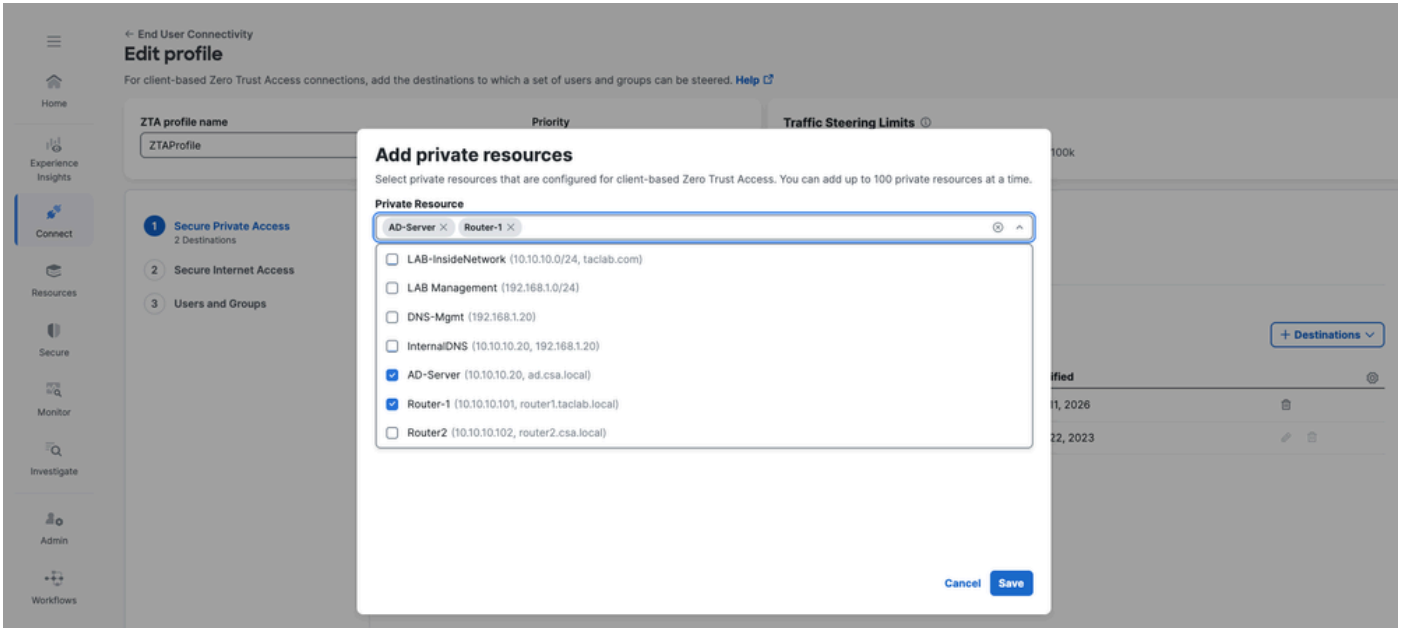 ← End User Connectivity
Edit profile
For client-based Zero Trust Access connections, add the destinations to which a set of users and groups can be steered. Help
Home
Experience
Insights
Connect
Resources
Secure
Monitor
Investigate
Admin
Workflows
ZTA profile name
ZTAProfile
Priority
Traffic Steering Limits
100k
1 Secure Private Access
2 Destinations
2 Secure Internet Access
3 Users and Groups
Add private resources
Select private resources that are configured for client-based Zero Trust Access. You can add up to 100 private resources at a time.
Private Resource
AD-Server Router-1
LAB-InsideNetwork (10.10.10.0/24, taclab.com)
LAB Management (192.168.1.0/24)
DNS-Mgmt (192.168.1.20)
InternalDNS (10.10.10.20, 192.168.1.20)
AD-Server (10.10.10.20, ad.csa.local)
Router-1 (10.10.10.101, router1.taclab.local)
Router2 (10.10.10.102, router2.csa.local)
Cancel Save
+ Destinations
ified
11, 2026
22, 2023